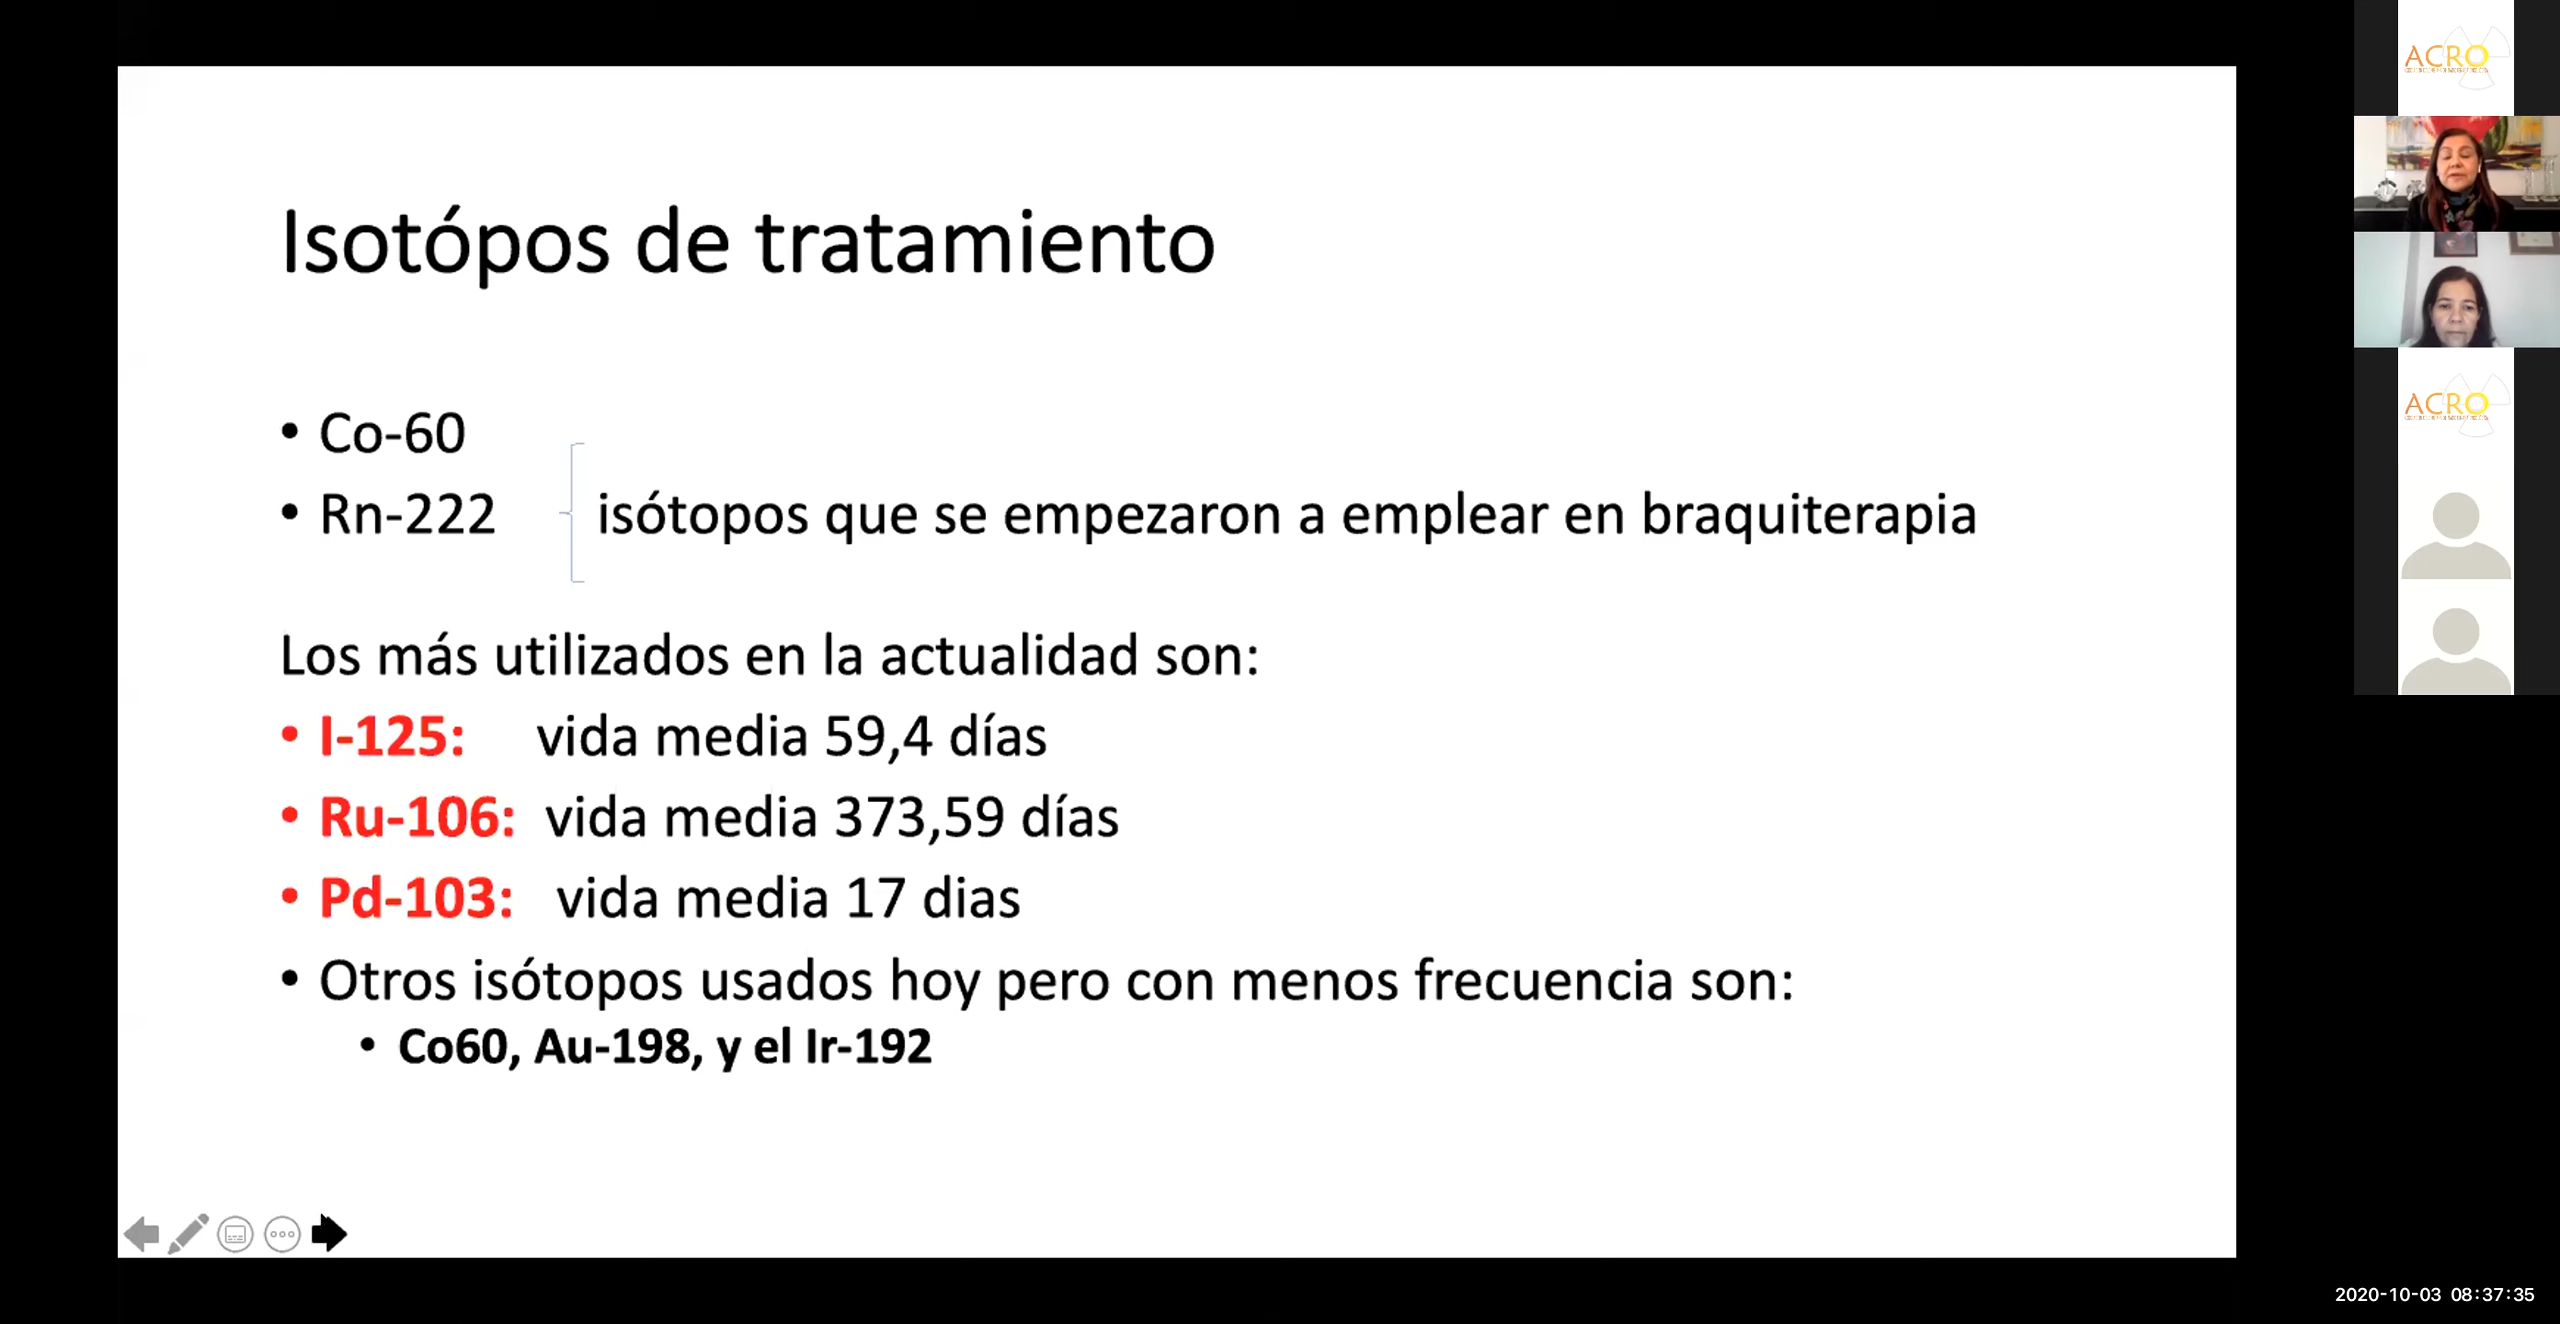 Isotópos de tratamiento
• Co-60
• Rn-222 isótopos que se empezaron a emplear en braquiterapia
Los más utilizados en la actualidad son:
• I-125: vida media 59,4 días
• Ru-106: vida media 373,59 días
• Pd-103: vida media 17 dias
• Otros isótopos usados hoy pero con menos frecuencia son:
• Co60, Au-198, y el Ir-192
ACRO
ACRO
2020-10-03 08:37:35